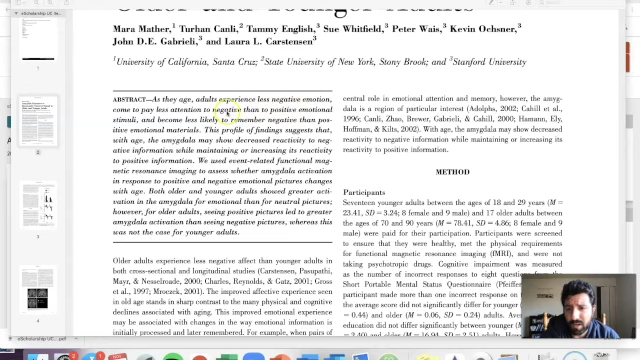 Older and Younger Adults
Mara Mather,¹ Turhan Canli,² Tammy English,³ Sue Whitfield,³ Peter Wais,³ Kevin Ochsner,³
John D.E. Gabrieli,³ and Laura L. Carstensen³
¹University of California, Santa Cruz; ²State University of New York, Stony Brook; and ³Stanford University
ABSTRACT—As they age, adults experience less negative emotion,
come to pay less attention to negative than to positive emotional
stimuli, and become less likely to remember negative than pos-
itive emotional materials. This profile of findings suggests that,
with age, the amygdala may show decreased reactivity to neg-
ative information while maintaining or increasing its reactivity
to positive information. We used event-related functional mag-
netic resonance imaging to assess whether amygdala activation
in response to positive and negative emotional pictures changes
with age. Both older and younger adults showed greater acti-
vation in the amygdala for emotional than for neutral pictures;
however, for older adults, seeing positive pictures led to greater
amygdala activation than seeing negative pictures, whereas this
was not the case for younger adults.
Older adults experience less negative affect than younger adults in
both cross-sectional and longitudinal studies (Carstensen, Pasupathi,
Mayr, & Nesselroade, 2000; Charles, Reynolds, & Gatz, 2001; Gross
et al., 1997; Mroczek, 2001). The improved affective experience seen
in old age stands in sharp contrast to the many physical and cognitive
declines associated with aging. This improved emotional experience
may be associated with changes in the way emotional information is
initially processed and later remembered. For example, when pairs of
central role in emotional attention and memory, however, the amyg-
dala is a region of particular interest (Adolphs, 2002; Cahill et al.,
1996; Canli, Zhao, Brewer, Gabrieli, & Cahill, 2000; Hamann, Ely,
Hoffman, & Kilts, 2002). With age, the amygdala may show decreased
reactivity to negative information while maintaining or increasing its
reactivity to positive information.
METHOD
Participants
Seventeen younger adults between the ages of 18 and 29 years (M =
23.41, SD = 3.24; 8 female and 9 male) and 17 older adults between
the ages of 70 and 90 years (M = 78.41, SD = 4.86; 8 female and 9
male) were paid for their participation. Participants were screened
to ensure that they were healthy, met the physical requirements
for functional magnetic resonance imaging (fMRI), and were not
taking psychotropic drugs. Cognitive impairment was measured
as the number of incorrect responses to eight questions from the
Short Portable Mental Status Questionnaire (Pfeiffer
participant made more than one incorrect response on
the average score did not differ significantly for younger (
0.44) and older (M = 0.06, SD = 0.24) adults. Average
education did not differ significantly between younger (M
2.40) and older (M = 16.94, SD = 2.51) adults. How